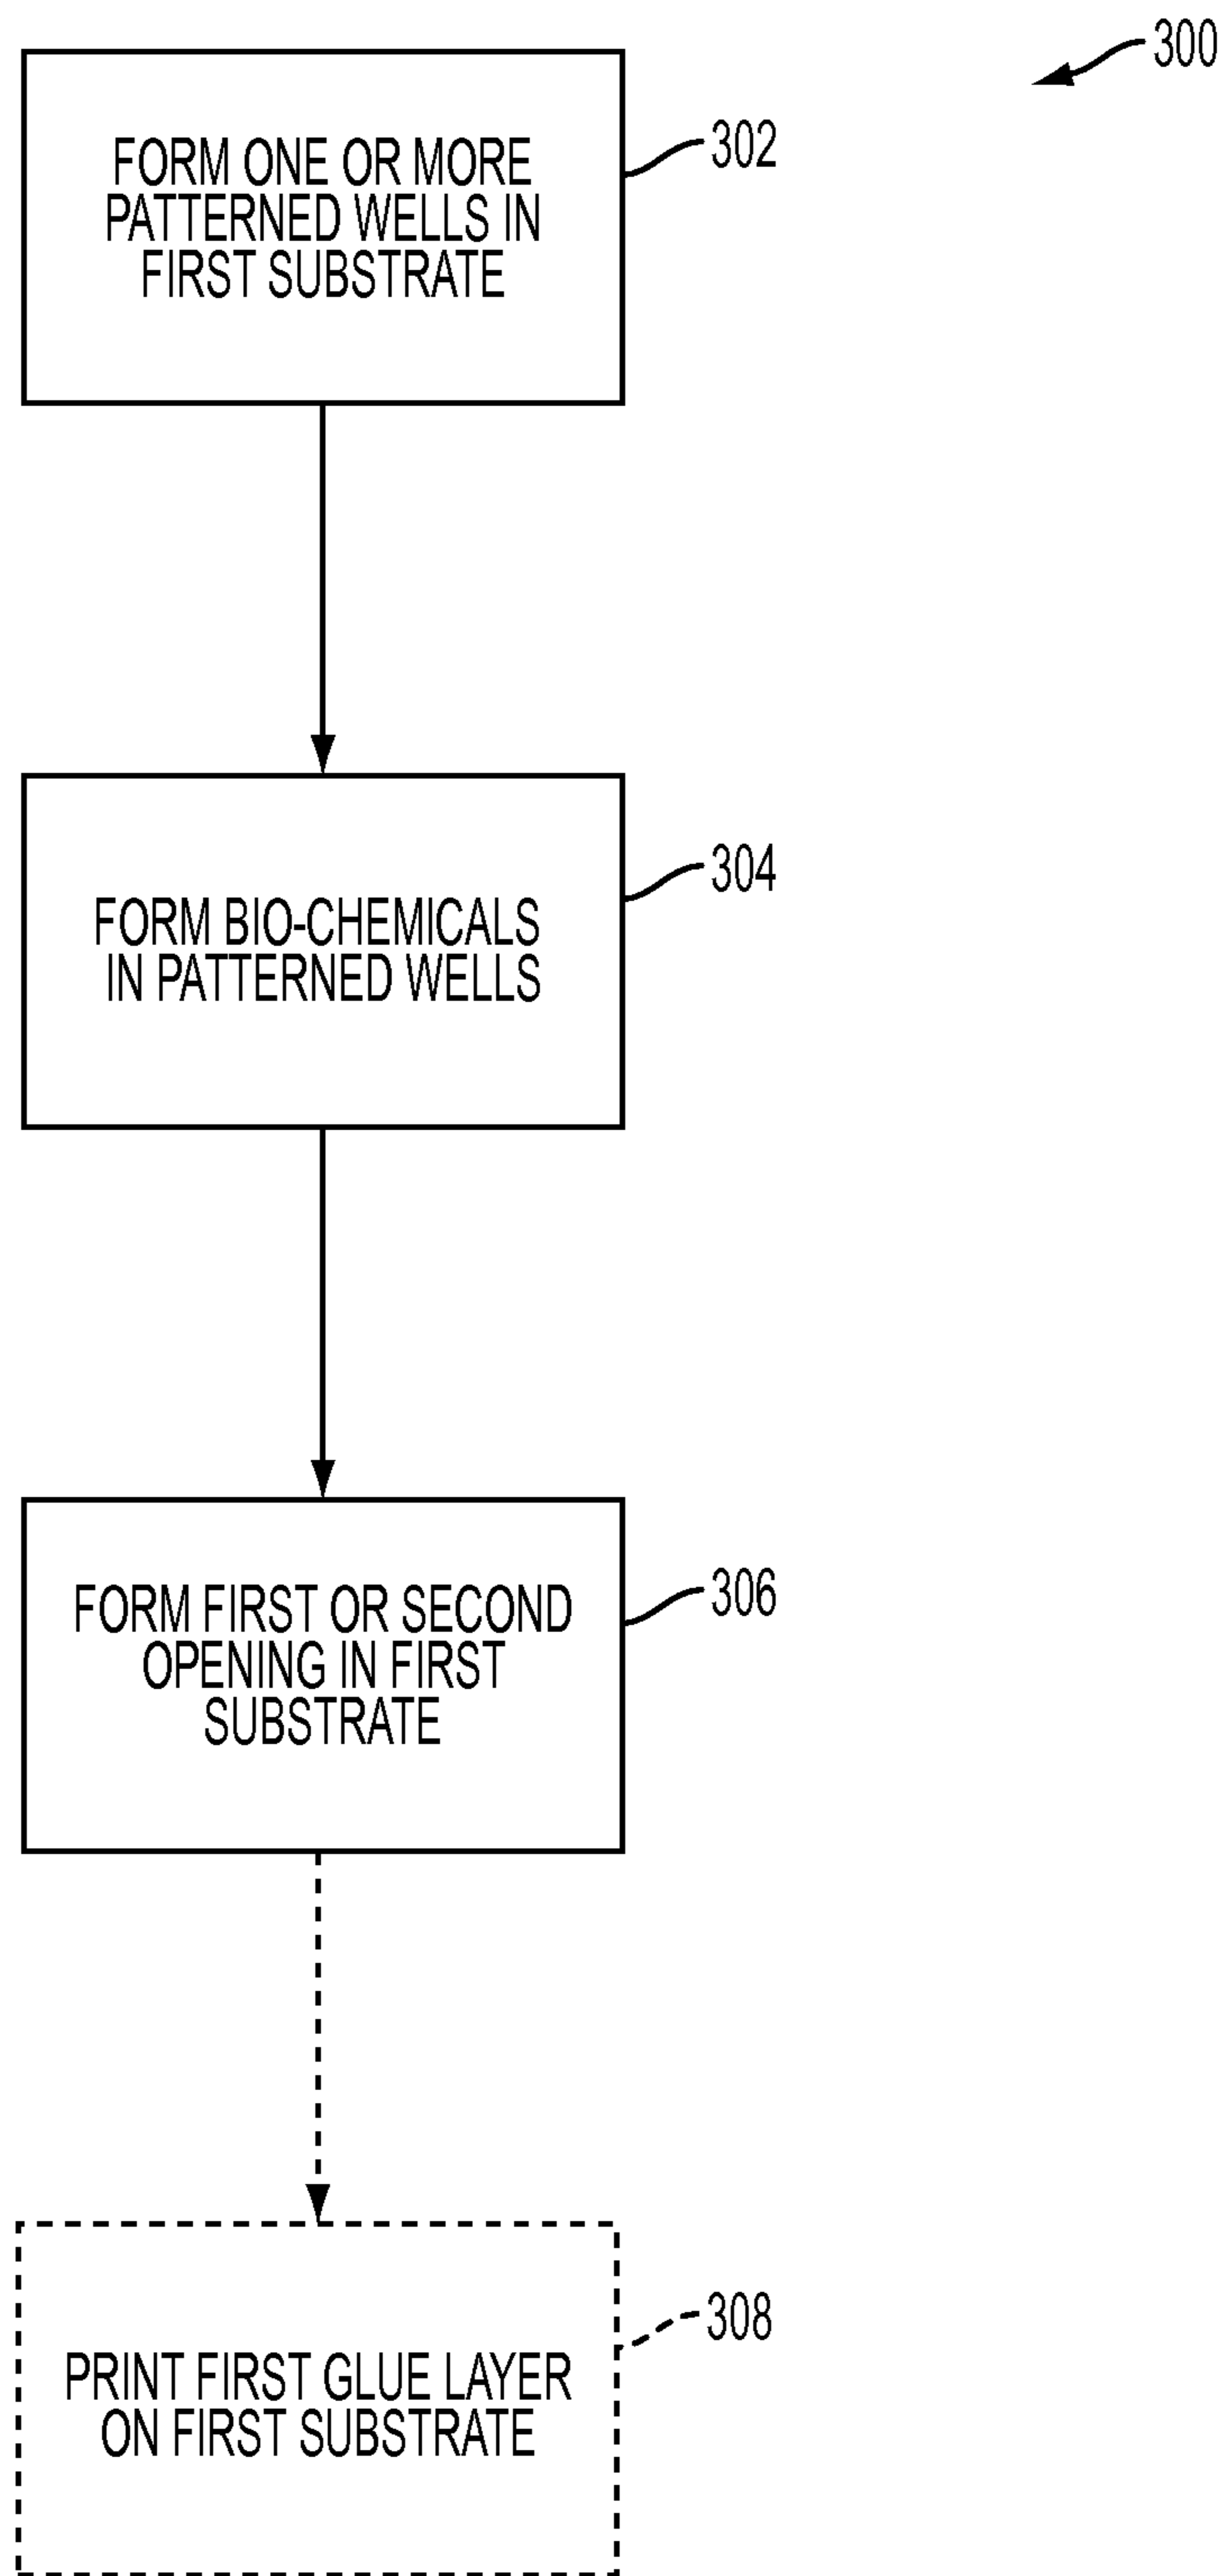 300
FORM ONE OR MORE
PATTERNED WELLS IN
FIRST SUBSTRATE
302
FORM BIO-CHEMICALS
IN PATTERNED WELLS
304
FORM FIRST OR SECOND
OPENING IN FIRST
SUBSTRATE
306
PRINT FIRST GLUE LAYER
ON FIRST SUBSTRATE
308